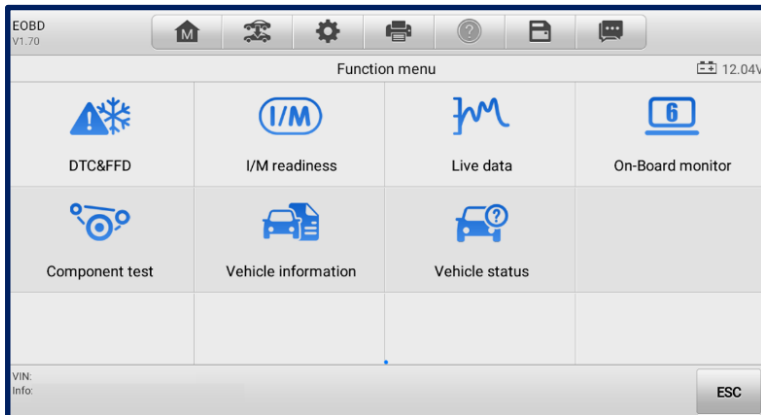 EOBD
V1.70
M
Function menu
12.04V
I/M
6
DTC&FFD
I/M readiness
Live data
On-Board monitor
Component test
Vehicle information
Vehicle status
VIN:
Info:
ESC